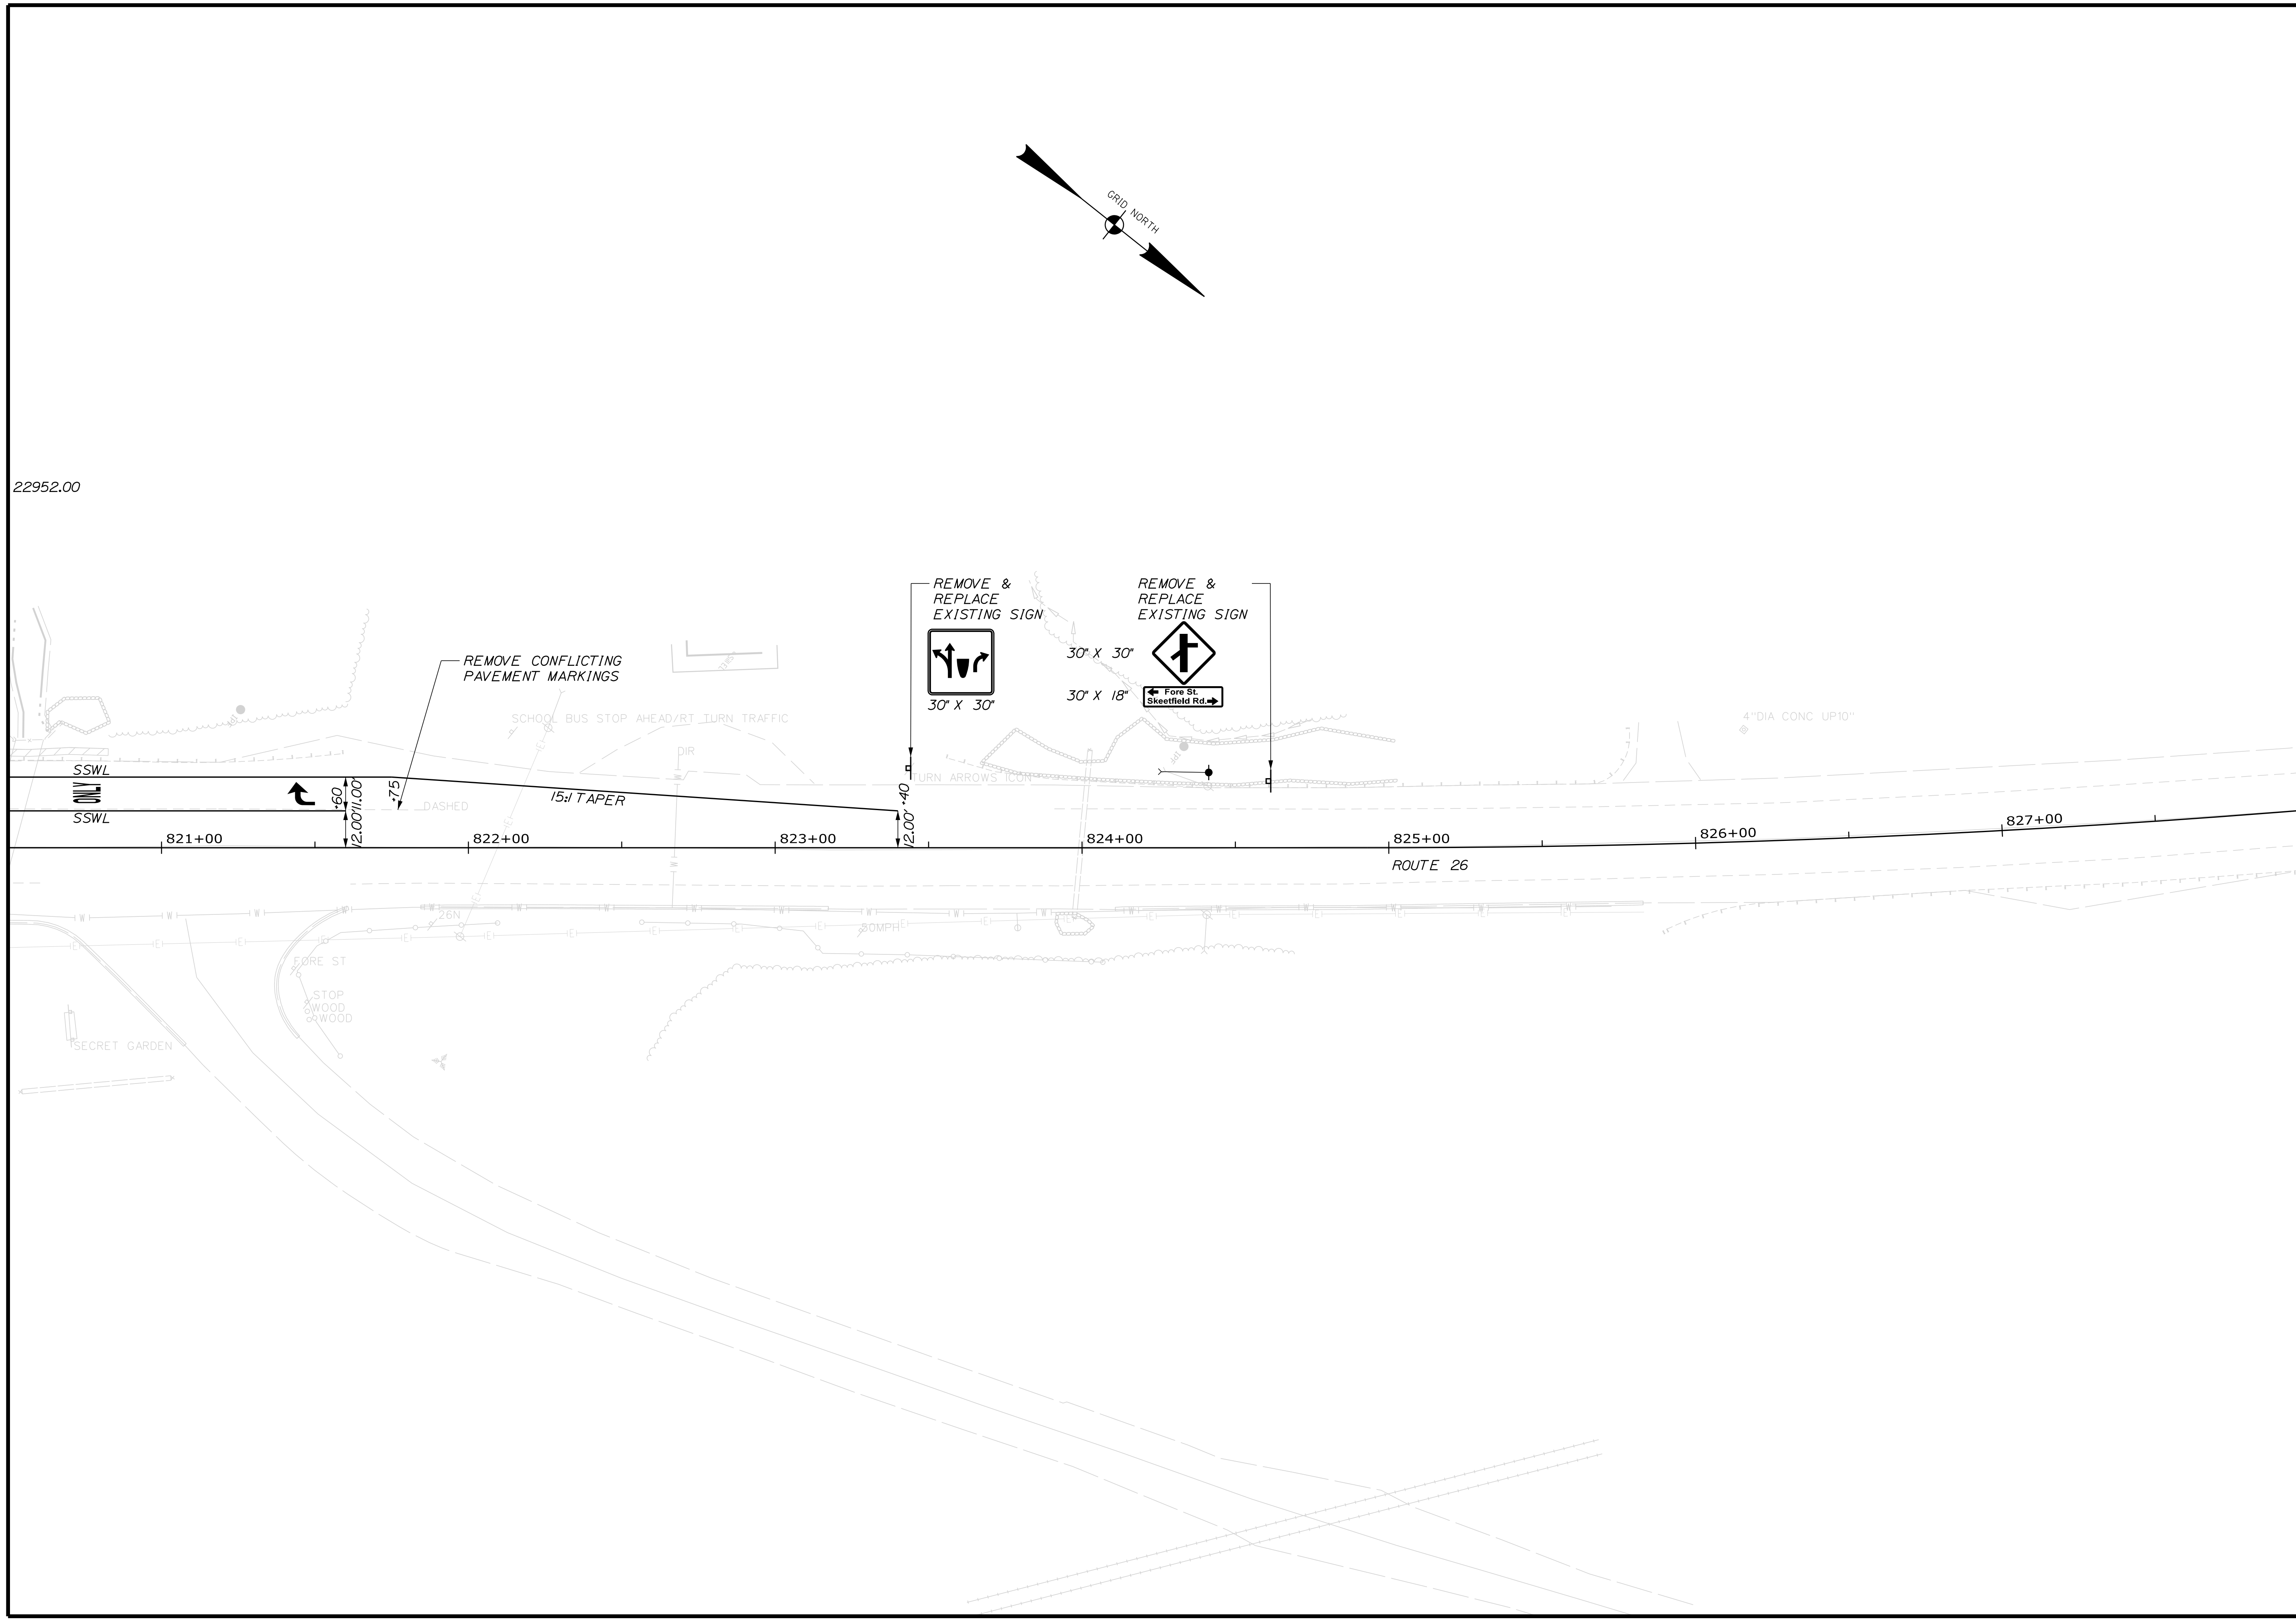 GRID NORTH
22952.00
REMOVE &
REPLACE
EXISTING SIGN
30" X 30"
REMOVE &
REPLACE
EXISTING SIGN
30" X 30"
30" X 18"
Fore St.
Skeetfield Rd.
REMOVE CONFLICTING
PAVEMENT MARKINGS
SCHOOL BUS STOP AHEAD/RT TURN TRAFFIC
4"DIA CONC UP10"
DIR
TURN ARROWS ICON
SSWL
ONLY
SSWL
+60
11.00'
12.00'
+75
DASHED
15:1 TAPER
+40
12.00'
821+00
822+00
823+00
824+00
825+00
826+00
827+00
ROUTE 26
26N
50MPH
FORE ST
STOP
WOOD
WOOD
SECRET GARDEN
W W W W W W W W W W W W W W W W W W
E E E E E E E E E E E E E E E E E E E